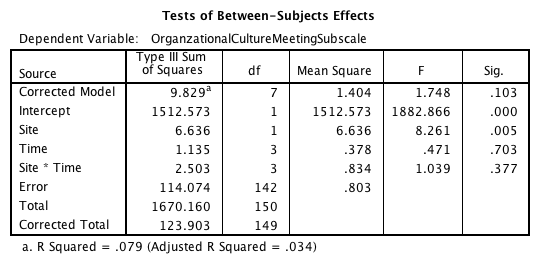 Tests of Between-Subjects Effects
Dependent Variable: OrganzationalCultureMeetingSubscale
Source Type III Sum of Squares df Mean Square F Sig.
Corrected Model 9.829a 7 1.404 1.748 .103
Intercept 1512.573 1 1512.573 1882.866 .000
Site 6.636 1 6.636 8.261 .005
Time 1.135 3 .378 .471 .703
Site * Time 2.503 3 .834 1.039 .377
Error 114.074 142 .803
Total 1670.160 150
Corrected Total 123.903 149
a. R Squared = .079 (Adjusted R Squared = .034)